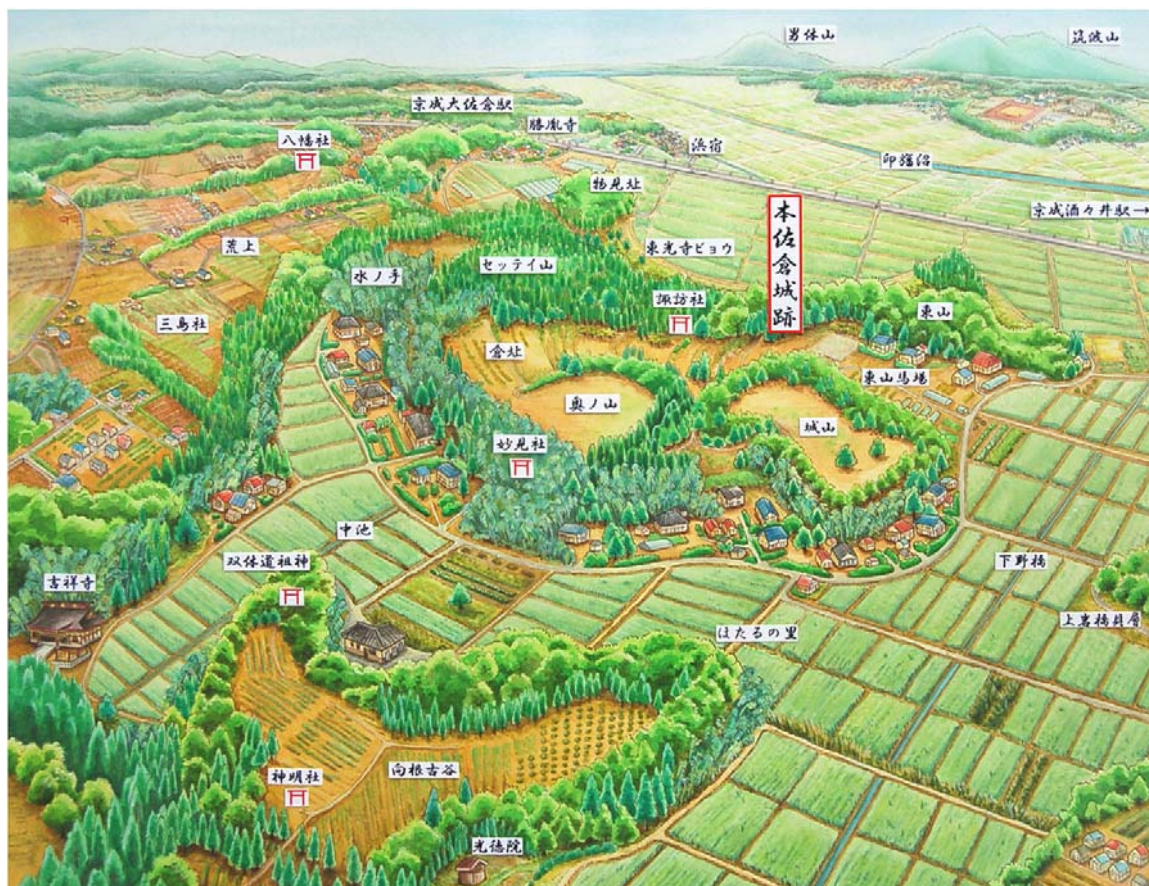 男体山
筑波山
京成大佐倉駅
勝胤寺
八幡社
浜宿
印旛沼
物見址
京成酒々井駅→
本佐倉城跡
荒上
東光寺ビョウ
セッテイ山
水ノ手
諏訪社
東山
三島社
倉址
東山馬場
奥ノ山
城山
妙見社
中池
双体道祖神
下野橋
吉祥寺
上岩橋貝層
ほたるの里
神明社
向根古谷
光徳院